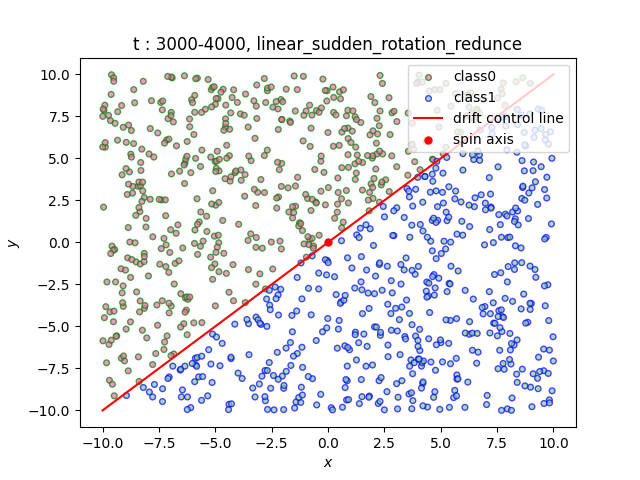 t : 3000-4000, linear_sudden_rotation_redunce
class0
class1
drift control line
spin axis
10.0
7.5
5.0
2.5
0.0
−2.5
−5.0
−7.5
−10.0
y
−10.0 −7.5 −5.0 −2.5 0.0 2.5 5.0 7.5 10.0
x